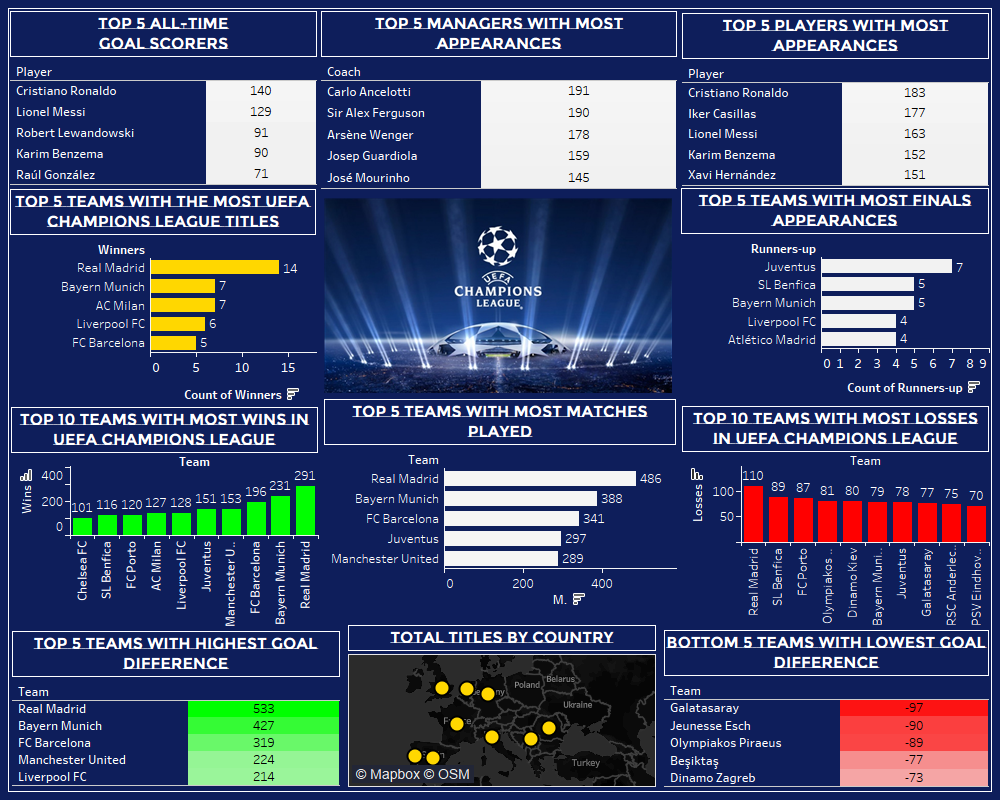 TOP 5 ALL-TIME
GOAL SCORERS
Player
Cristiano Ronaldo 140
Lionel Messi 129
Robert Lewandowski 91
Karim Benzema 90
Raúl González 71
TOP 5 MANAGERS WITH MOST
APPEARANCES
Coach
Carlo Ancelotti 191
Sir Alex Ferguson 190
Arsène Wenger 178
Josep Guardiola 159
José Mourinho 145
TOP 5 PLAYERS WITH MOST
APPEARANCES
Player
Cristiano Ronaldo 183
Iker Casillas 177
Lionel Messi 163
Karim Benzema 152
Xavi Hernández 151
TOP 5 TEAMS WITH THE MOST UEFA
CHAMPIONS LEAGUE TITLES
Winners
Real Madrid 14
Bayern Munich 7
AC Milan 7
Liverpool FC 6
FC Barcelona 5
0 5 10 15
Count of Winners
UEFA
CHAMPIONS
LEAGUE®
TOP 5 TEAMS WITH MOST FINALS
APPEARANCES
Runners-up
Juventus 7
SL Benfica 5
Bayern Munich 5
Liverpool FC 4
Atlético Madrid 4
0 1 2 3 4 5 6 7 8 9
Count of Runners-up
TOP 10 TEAMS WITH MOST WINS IN
UEFA CHAMPIONS LEAGUE
Team
Wins
400
200
0
101 116 120 127 128 151 153 196 231 291
Chelsea FC
SL Benfica
FC Porto
AC Milan
Liverpool FC
Juventus
Manchester U.
FC Barcelona
Bayern Munich
Real Madrid
TOP 5 TEAMS WITH MOST MATCHES
PLAYED
Team
Real Madrid 486
Bayern Munich 388
FC Barcelona 341
Juventus 297
Manchester United 289
0 200 400
M.
TOP 10 TEAMS WITH MOST LOSSES
IN UEFA CHAMPIONS LEAGUE
Team
Losses
100
50
110 89 87 81 80 79 78 77 75 70
Real Madrid
SL Benfica
FC Porto
Olympiakos ..
Dinamo Kiev
Bayern Muni..
Juventus
Galatasaray
RSC Anderlec..
PSV Eindhov..
TOP 5 TEAMS WITH HIGHEST GOAL
DIFFERENCE
Team
Real Madrid 533
Bayern Munich 427
FC Barcelona 319
Manchester United 224
Liverpool FC 214
TOTAL TITLES BY COUNTRY
Poland
Belarus
Ukraine
Turkey
© Mapbox © OSM
BOTTOM 5 TEAMS WITH LOWEST GOAL
DIFFERENCE
Team
Galatasaray -97
Jeunesse Esch -90
Olympiakos Piraeus -89
Beşiktaş -77
Dinamo Zagreb -73